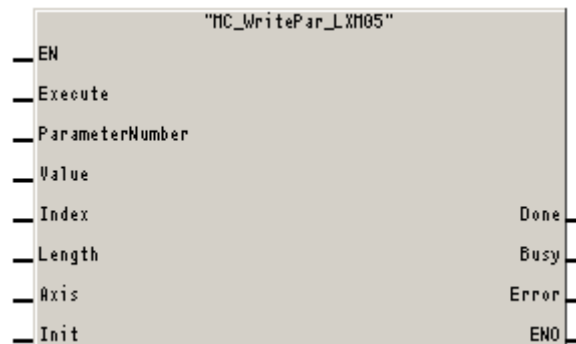 "MC_WritePar_LXM05"
EN
Execute
ParameterNumber
Value
Index Done
Length Busy
Axis Error
Init ENO